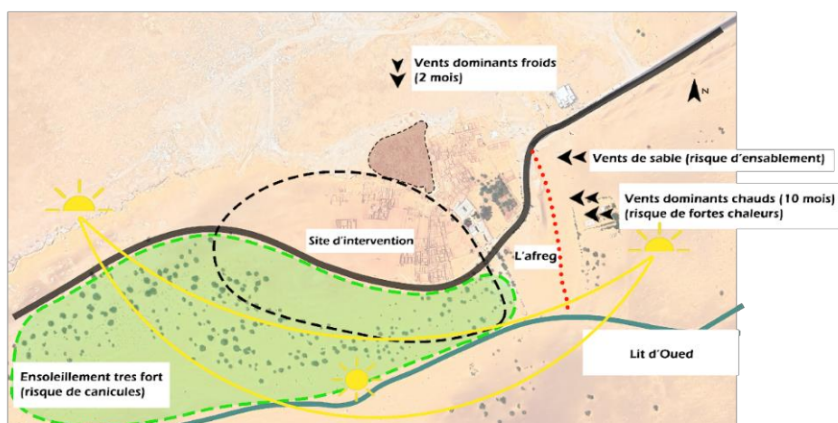 Vents dominants froids
(2 mois)
N
Vents de sable (risque d'ensablement)
Vents dominants chauds (10 mois)
(risque de fortes chaleurs)
Site d'intervention
L'afreg
Lit d'Oued
Ensoleillement tres fort
(risque de canicules)